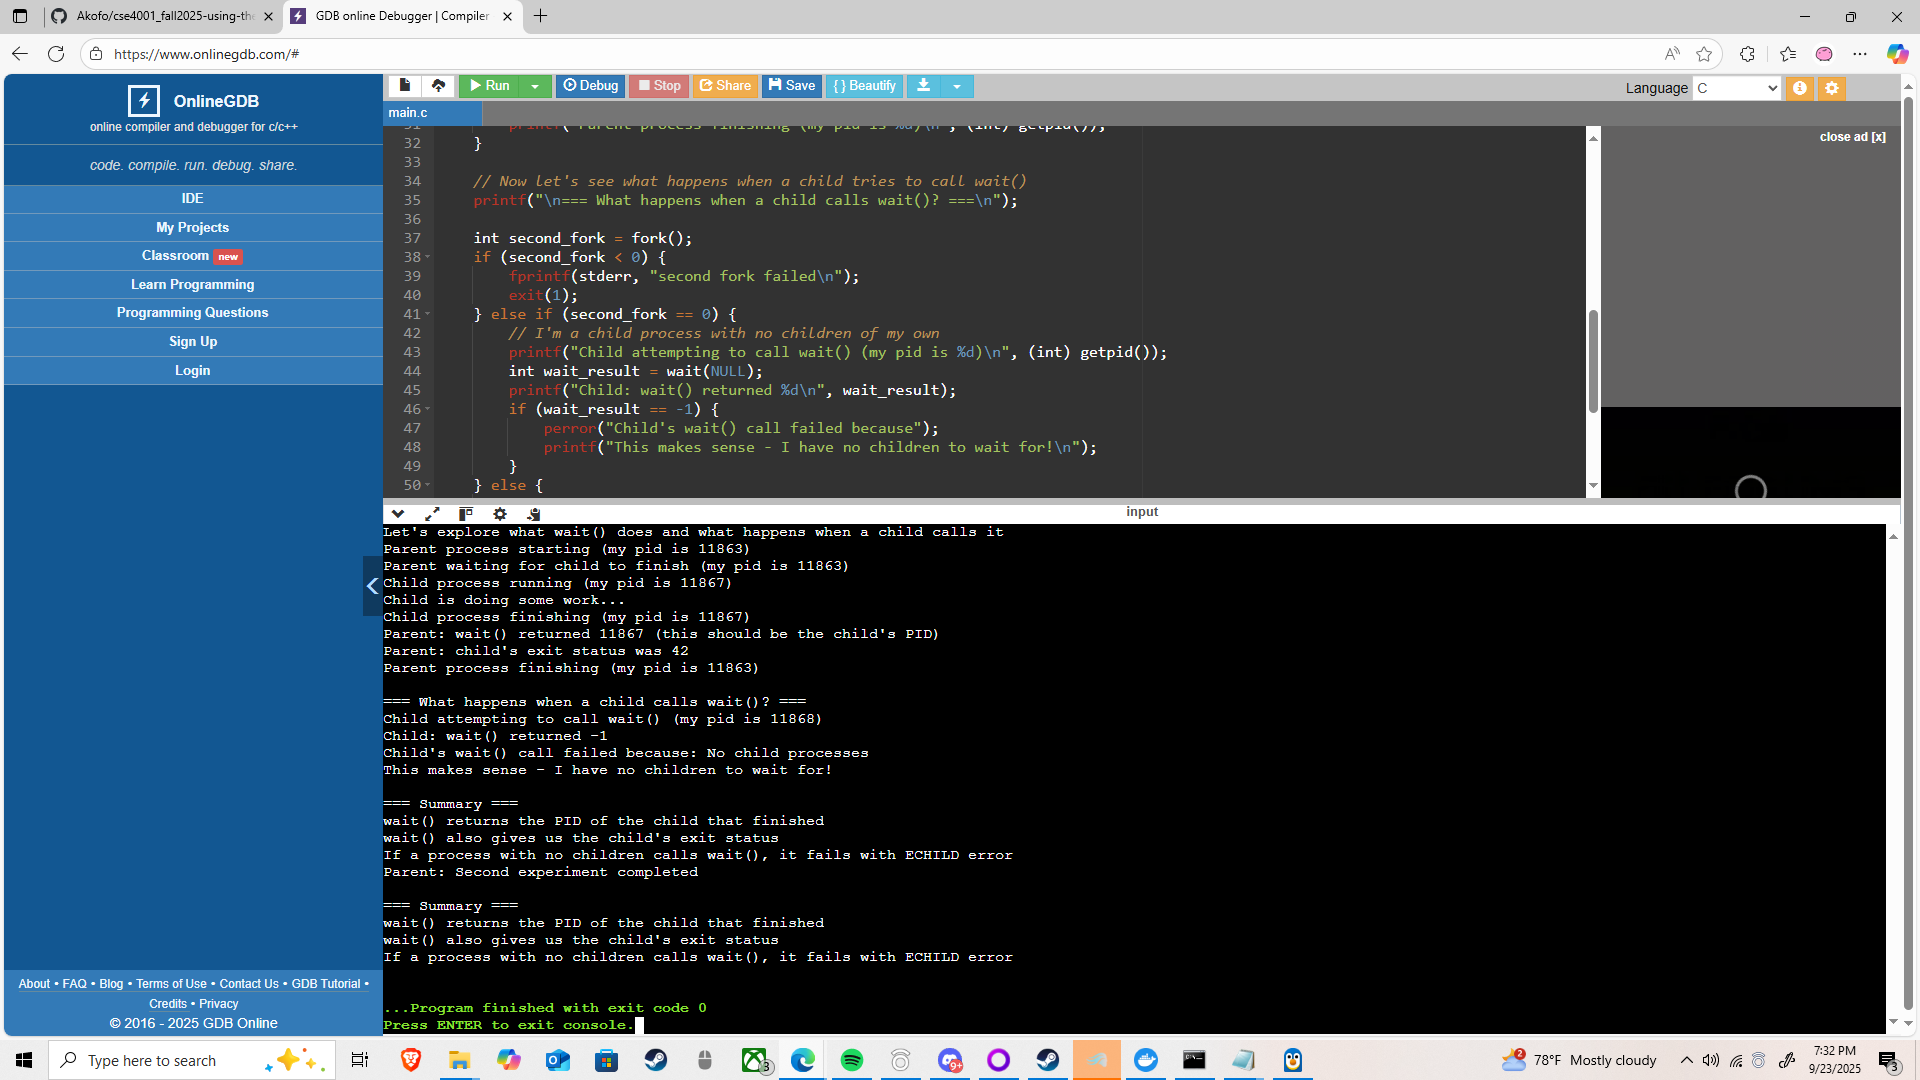 Akofo/cse4001_fall2025-using-the
GDB online Debugger | Compiler
https://www.onlinegdb.com/#
OnlineGDB
online compiler and debugger for c/c++
code. compile. run. debug. share.
IDE
My Projects
Classroom new
Learn Programming
Programming Questions
Sign Up
Login
About • FAQ • Blog • Terms of Use • Contact Us • GDB Tutorial •
Credits • Privacy
© 2016 - 2025 GDB Online
Run Debug Stop Share Save { } Beautify
Language C
main.c
close ad [x]
31 printf("Parent process finishing (my pid is %d)\n", (int) getpid());
32 }
33
34 // Now let's see what happens when a child tries to call wait()
35 printf("\n=== What happens when a child calls wait()? ===\n");
36
37 int second_fork = fork();
38 if (second_fork < 0) {
39 fprintf(stderr, "second fork failed\n");
40 exit(1);
41 } else if (second_fork == 0) {
42 // I'm a child process with no children of my own
43 printf("Child attempting to call wait() (my pid is %d)\n", (int) getpid());
44 int wait_result = wait(NULL);
45 printf("Child: wait() returned %d\n", wait_result);
46 if (wait_result == -1) {
47 perror("Child's wait() call failed because");
48 printf("This makes sense - I have no children to wait for!\n");
49 }
50 } else {
input
Let's explore what wait() does and what happens when a child calls it
Parent process starting (my pid is 11863)
Parent waiting for child to finish (my pid is 11863)
Child process running (my pid is 11867)
Child is doing some work...
Child process finishing (my pid is 11867)
Parent: wait() returned 11867 (this should be the child's PID)
Parent: child's exit status was 42
Parent process finishing (my pid is 11863)
=== What happens when a child calls wait()? ===
Child attempting to call wait() (my pid is 11868)
Child: wait() returned -1
Child's wait() call failed because: No child processes
This makes sense - I have no children to wait for!
=== Summary ===
wait() returns the PID of the child that finished
wait() also gives us the child's exit status
If a process with no children calls wait(), it fails with ECHILD error
Parent: Second experiment completed
=== Summary ===
wait() returns the PID of the child that finished
wait() also gives us the child's exit status
If a process with no children calls wait(), it fails with ECHILD error
...Program finished with exit code 0
Press ENTER to exit console.
Type here to search
3
9+
2
78°F Mostly cloudy
7:32 PM
9/23/2025
3